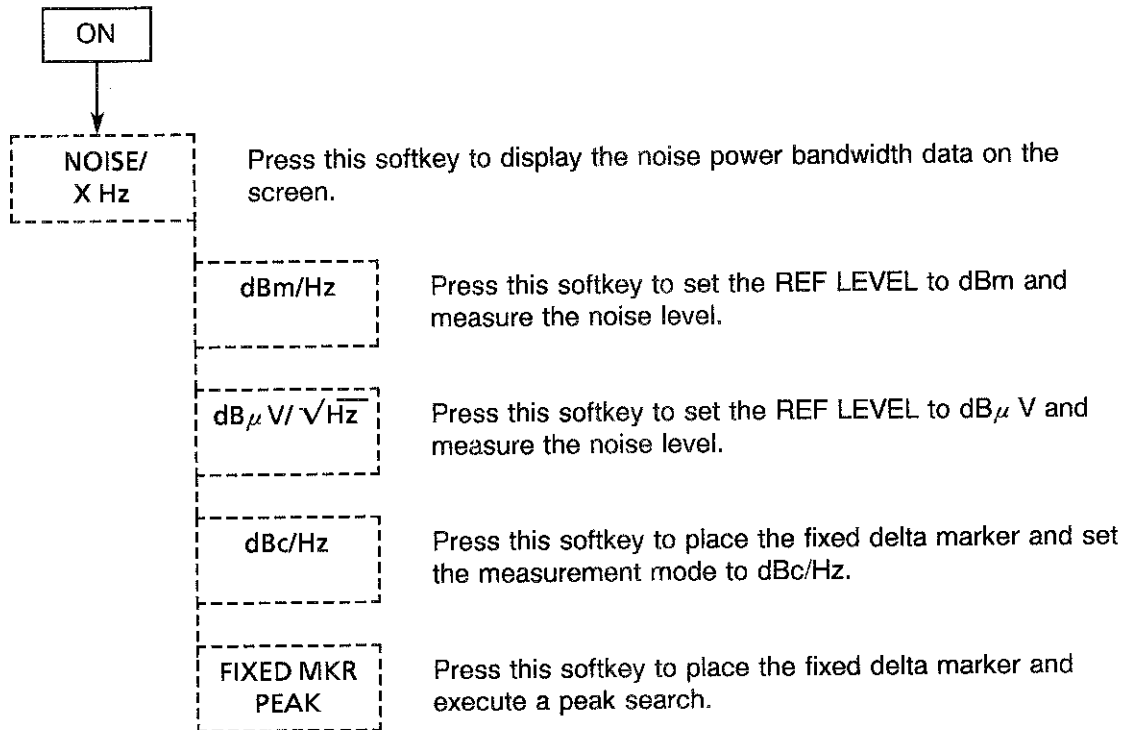 ON
NOISE/
X Hz
Press this softkey to display the noise power bandwidth data on the
screen.
dBm/Hz
Press this softkey to set the REF LEVEL to dBm and
measure the noise level.
dBμ V/ √Hz
Press this softkey to set the REF LEVEL to dBμ V and
measure the noise level.
dBc/Hz
Press this softkey to place the fixed delta marker and set
the measurement mode to dBc/Hz.
FIXED MKR
PEAK
Press this softkey to place the fixed delta marker and
execute a peak search.